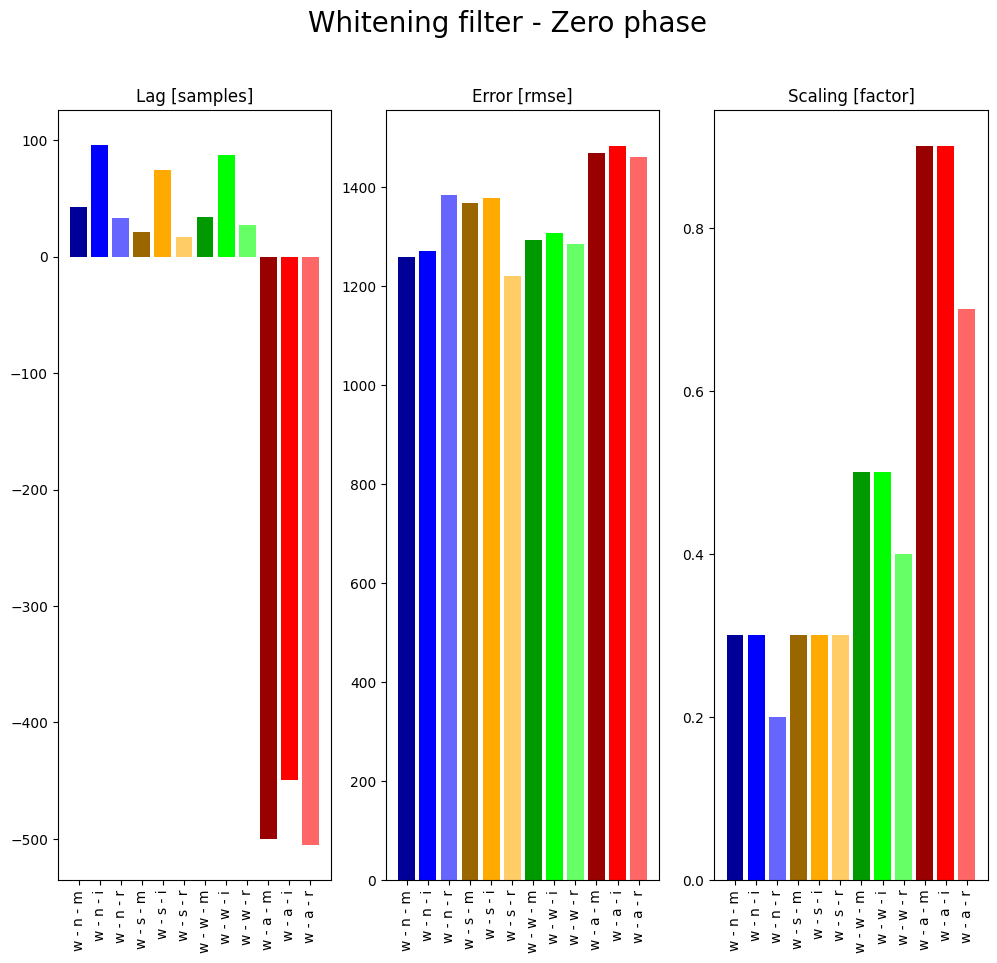 Whitening filter - Zero phase
Lag [samples]
100
0
−100
−200
−300
−400
−500
w - n - m
w - n - i
w - n - r
w - s - m
w - s - i
w - s - r
w - w - m
w - w - i
w - w - r
w - a - m
w - a - i
w - a - r
Error [rmse]
1400
1200
1000
800
600
400
200
0
w - n - m
w - n - i
w - n - r
w - s - m
w - s - i
w - s - r
w - w - m
w - w - i
w - w - r
w - a - m
w - a - i
w - a - r
Scaling [factor]
0.8
0.6
0.4
0.2
0.0
w - n - m
w - n - i
w - n - r
w - s - m
w - s - i
w - s - r
w - w - m
w - w - i
w - w - r
w - a - m
w - a - i
w - a - r